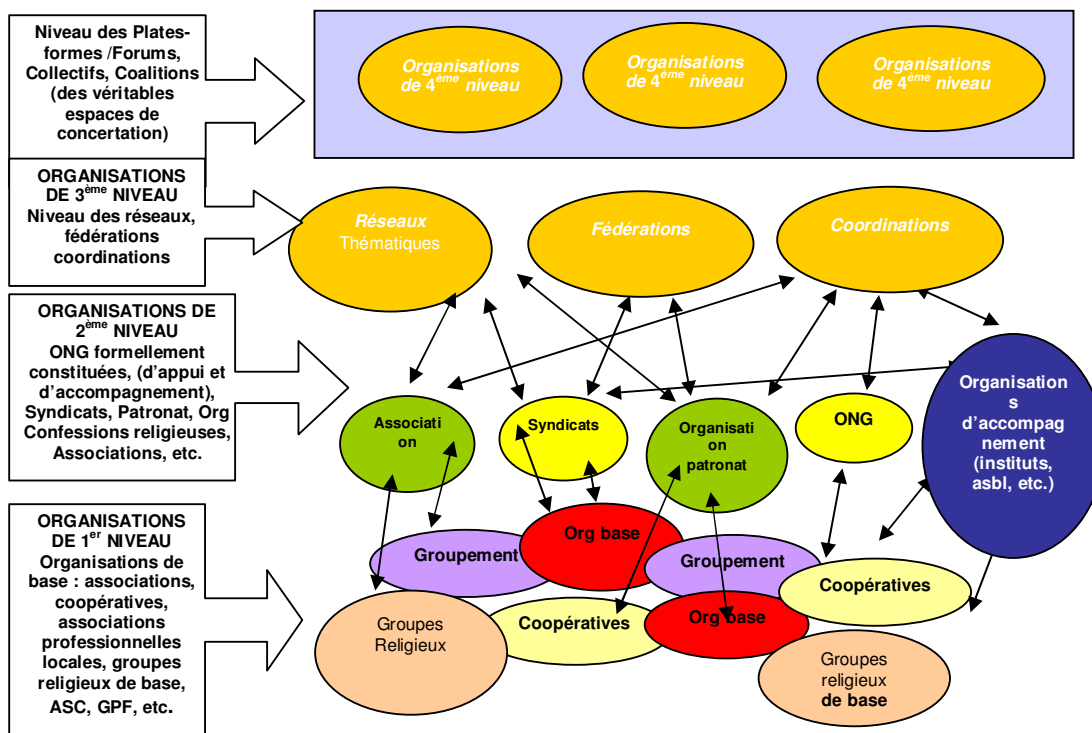 Niveau des Plates-
formes /Forums,
Collectifs, Coalitions
(des véritables
espaces de
concertation)
Organisations
de 4ème niveau
Organisations
de 4ème niveau
Organisations
de 4ème niveau
ORGANISATIONS
DE 3ème NIVEAU
Niveau des réseaux,
fédérations
coordinations
Réseaux
Thématiques
Fédérations
Coordinations
ORGANISATIONS DE
2ème NIVEAU
ONG formellement
constituées, (d'appui et
d'accompagnement),
Syndicats, Patronat, Org
Confessions religieuses,
Associations, etc.
Associati
on
Syndicats
Organisati
on
patronat
ONG
Organisation
s
d'accompag
nement
(instituts,
asbl, etc.)
ORGANISATIONS
DE 1er NIVEAU
Organisations de
base : associations,
coopératives,
associations
professionnelles
locales, groupes
religieux de base,
ASC, GPF, etc.
Groupement
Org base
Groupement
Coopératives
Groupes
Religieux
Coopératives
Org base
Groupes
religieux
de base